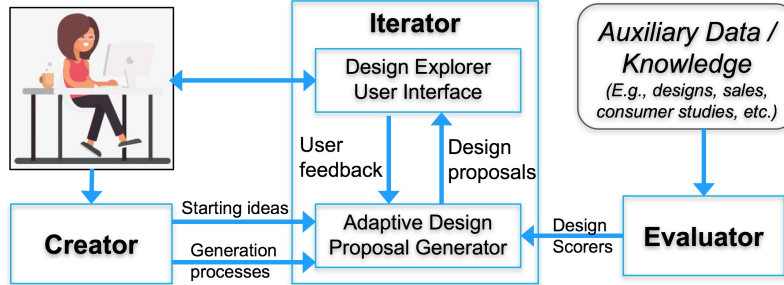 Iterator
Design Explorer
User Interface
User
feedback
Design
proposals
Adaptive Design
Proposal Generator
Creator
Starting ideas
Generation
processes
Auxiliary Data /
Knowledge
(E.g., designs, sales,
consumer studies, etc.)
Design
Scorers
Evaluator